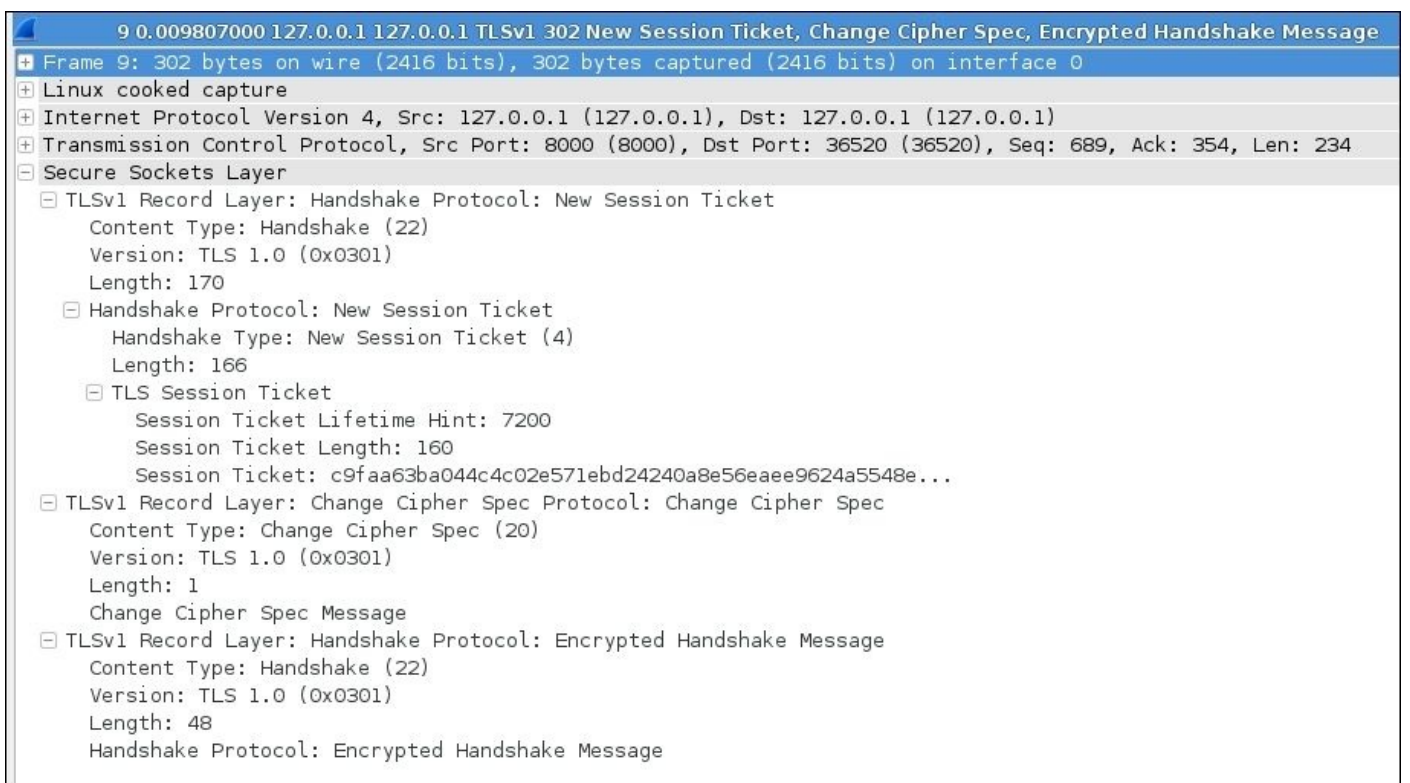 9 0.009807000 127.0.0.1 127.0.0.1 TLSv1 302 New Session Ticket, Change Cipher Spec, Encrypted Handshake Message
Frame 9: 302 bytes on wire (2416 bits), 302 bytes captured (2416 bits) on interface 0
Linux cooked capture
Internet Protocol Version 4, Src: 127.0.0.1 (127.0.0.1), Dst: 127.0.0.1 (127.0.0.1)
Transmission Control Protocol, Src Port: 8000 (8000), Dst Port: 36520 (36520), Seq: 689, Ack: 354, Len: 234
Secure Sockets Layer
TLSv1 Record Layer: Handshake Protocol: New Session Ticket
Content Type: Handshake (22)
Version: TLS 1.0 (0x0301)
Length: 170
Handshake Protocol: New Session Ticket
Handshake Type: New Session Ticket (4)
Length: 166
TLS Session Ticket
Session Ticket Lifetime Hint: 7200
Session Ticket Length: 160
Session Ticket: c9faa63ba044c4c02e571ebd24240a8e56eaee9624a5548e...
TLSv1 Record Layer: Change Cipher Spec Protocol: Change Cipher Spec
Content Type: Change Cipher Spec (20)
Version: TLS 1.0 (0x0301)
Length: 1
Change Cipher Spec Message
TLSv1 Record Layer: Handshake Protocol: Encrypted Handshake Message
Content Type: Handshake (22)
Version: TLS 1.0 (0x0301)
Length: 48
Handshake Protocol: Encrypted Handshake Message